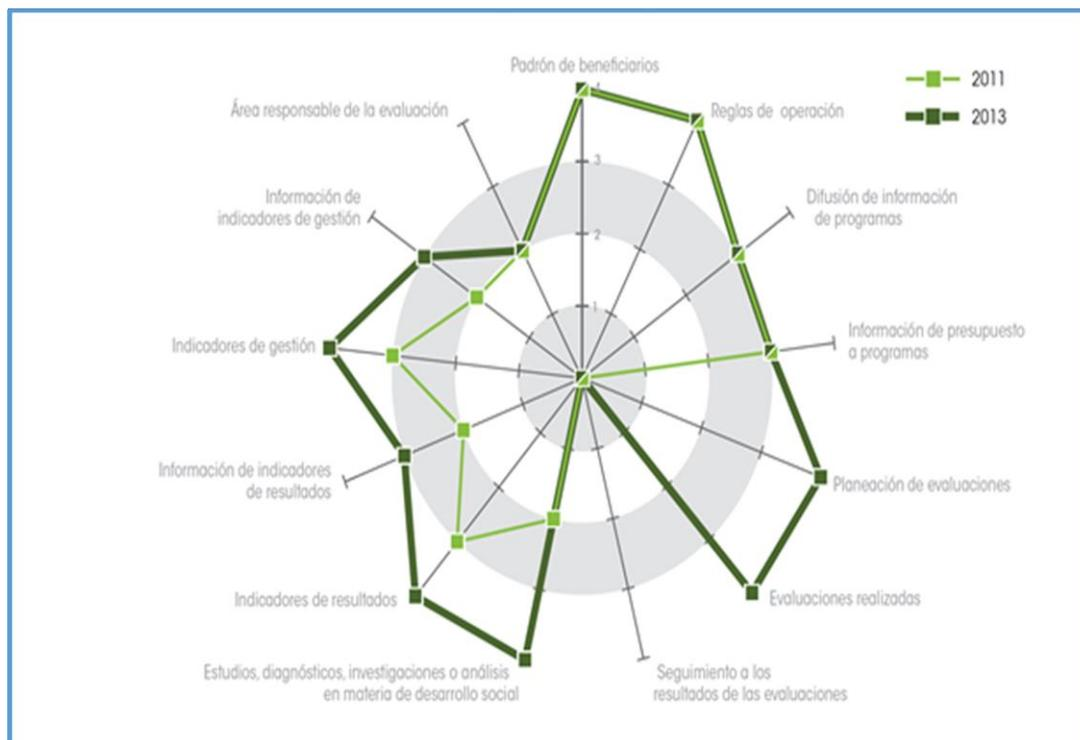 Padrón de beneficiarios
2011
2013
Área responsable de la evaluación
Reglas de operación
4
3
2
1
Información de
indicadores de gestión
Difusión de información
de programas
Indicadores de gestión
Información de presupuesto
a programas
Información de indicadores
de resultados
Planeación de evaluaciones
Indicadores de resultados
Evaluaciones realizadas
Estudios, diagnósticos, investigaciones o análisis
en materia de desarrollo social
Seguimiento a los
resultados de las evaluaciones